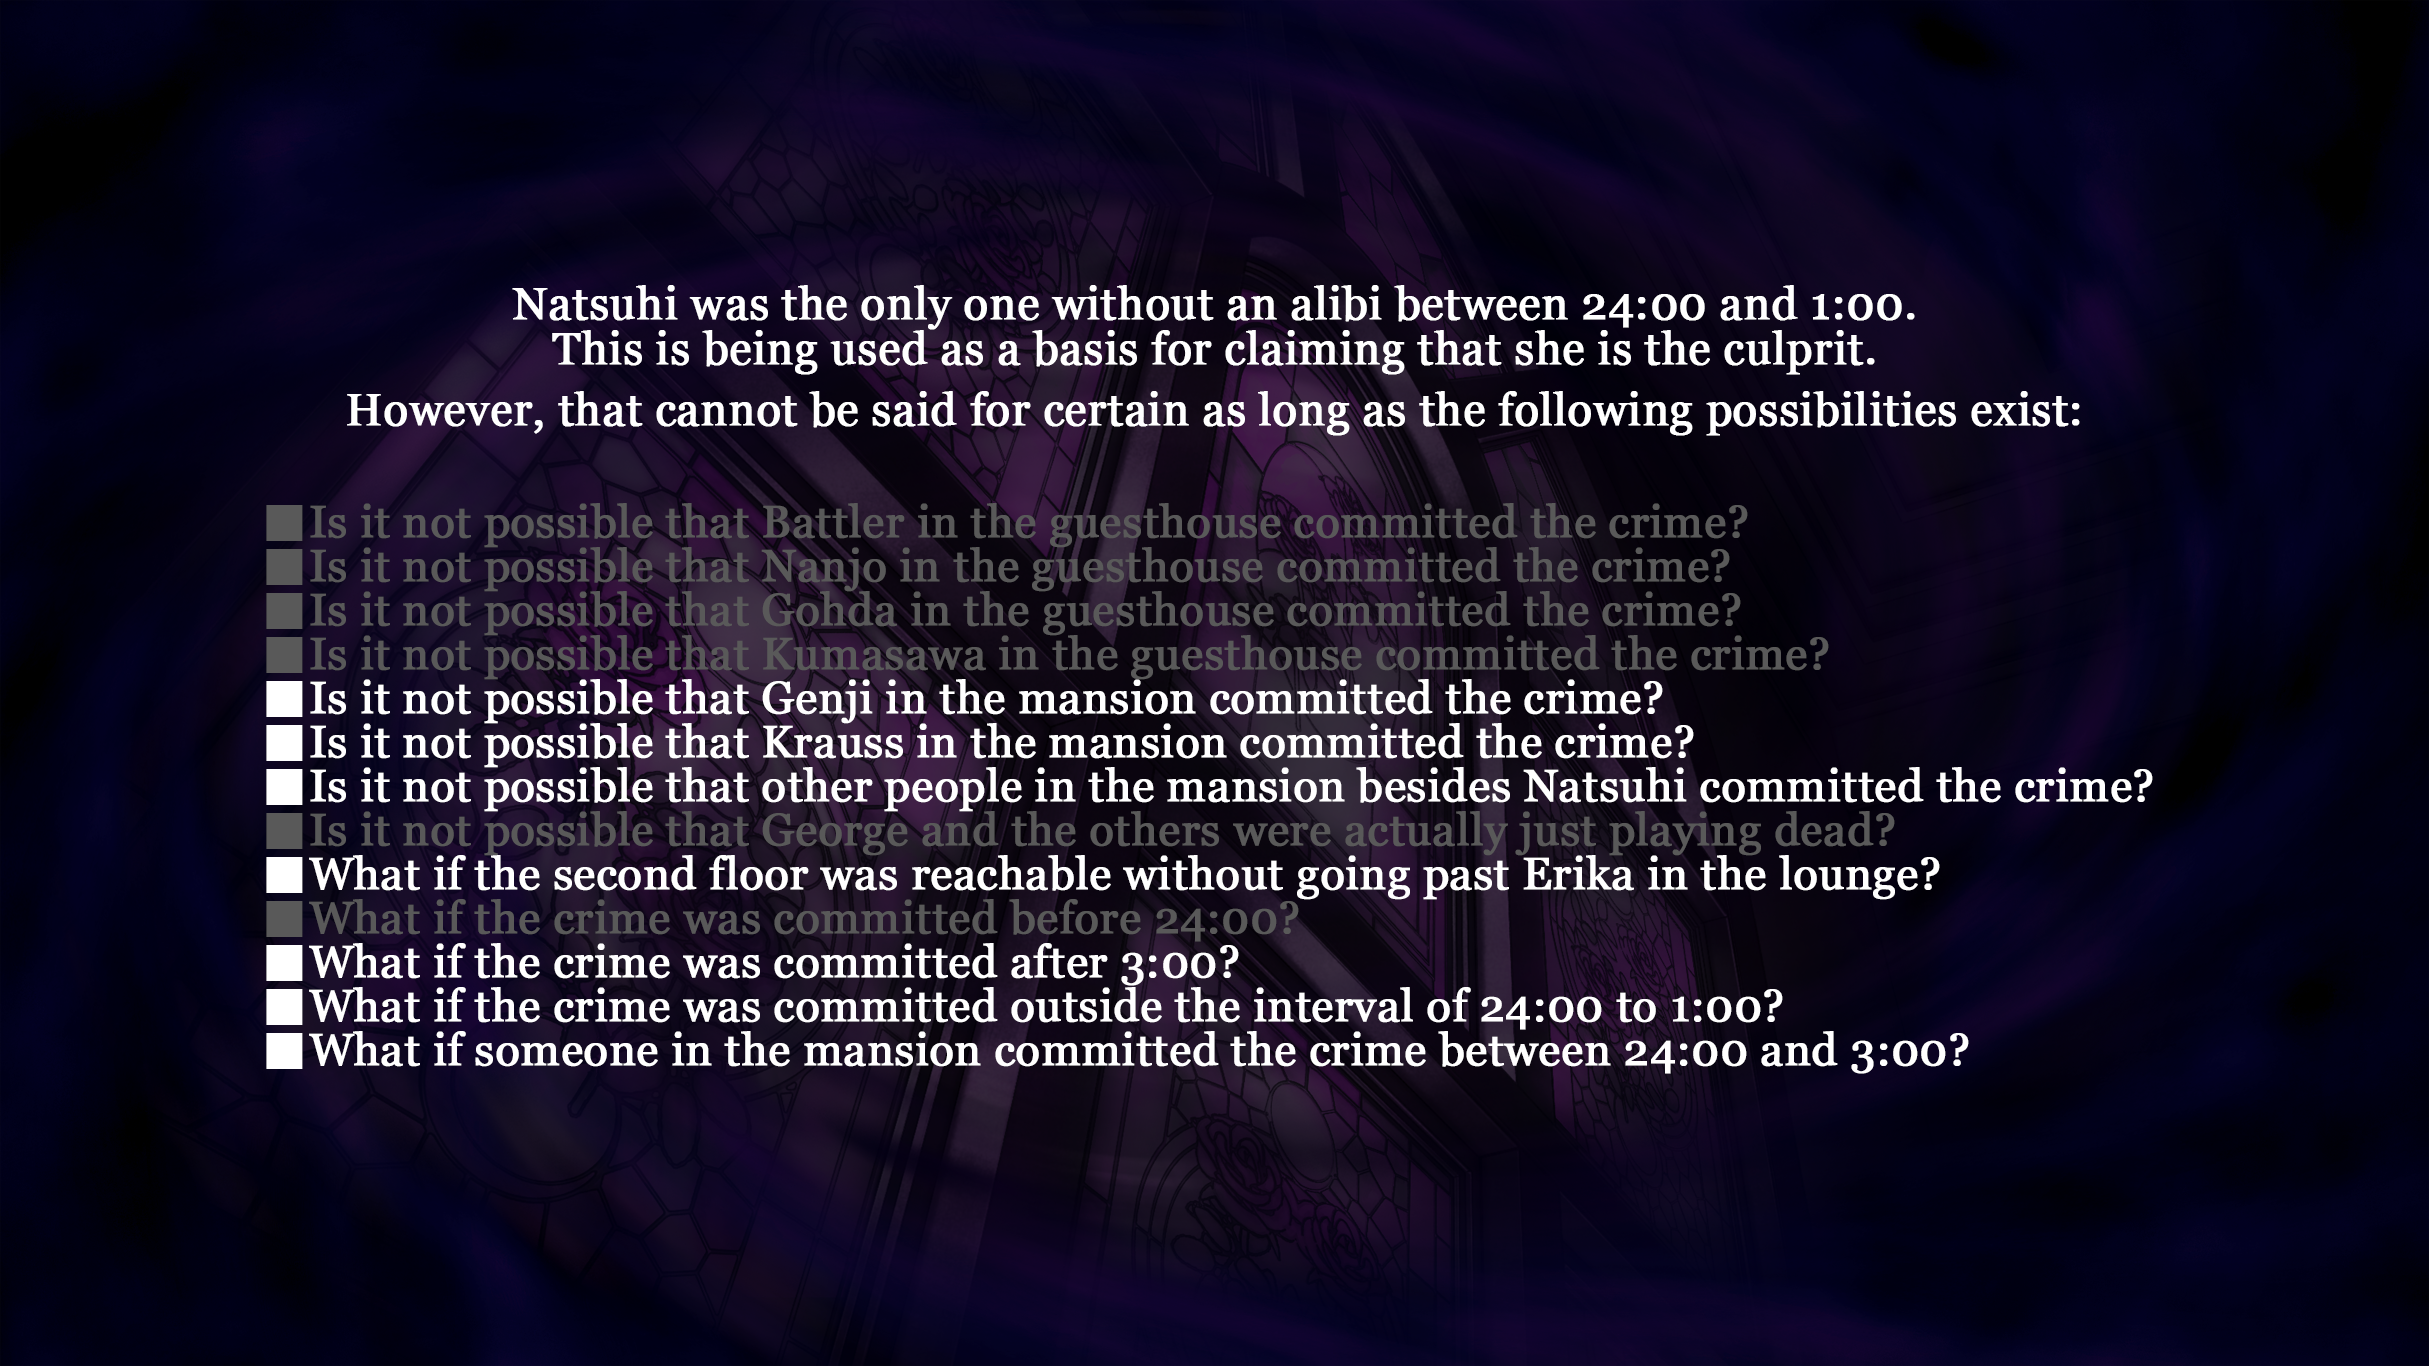 Natsuhi was the only one without an alibi between 24:00 and 1:00.
This is being used as a basis for claiming that she is the culprit.
However, that cannot be said for certain as long as the following possibilities exist:
■Is it not possible that Battler in the guesthouse committed the crime?
■Is it not possible that Nanjo in the guesthouse committed the crime?
■Is it not possible that Gohda in the guesthouse committed the crime?
■Is it not possible that Kumasawa in the guesthouse committed the crime?
■Is it not possible that Genji in the mansion committed the crime?
■Is it not possible that Krauss in the mansion committed the crime?
■Is it not possible that other people in the mansion besides Natsuhi committed the crime?
■Is it not possible that George and the others were actually just playing dead?
■What if the second floor was reachable without going past Erika in the lounge?
■What if the crime was committed before 24:00?
■What if the crime was committed after 3:00?
■What if the crime was committed outside the interval of 24:00 to 1:00?
■What if someone in the mansion committed the crime between 24:00 and 3:00?